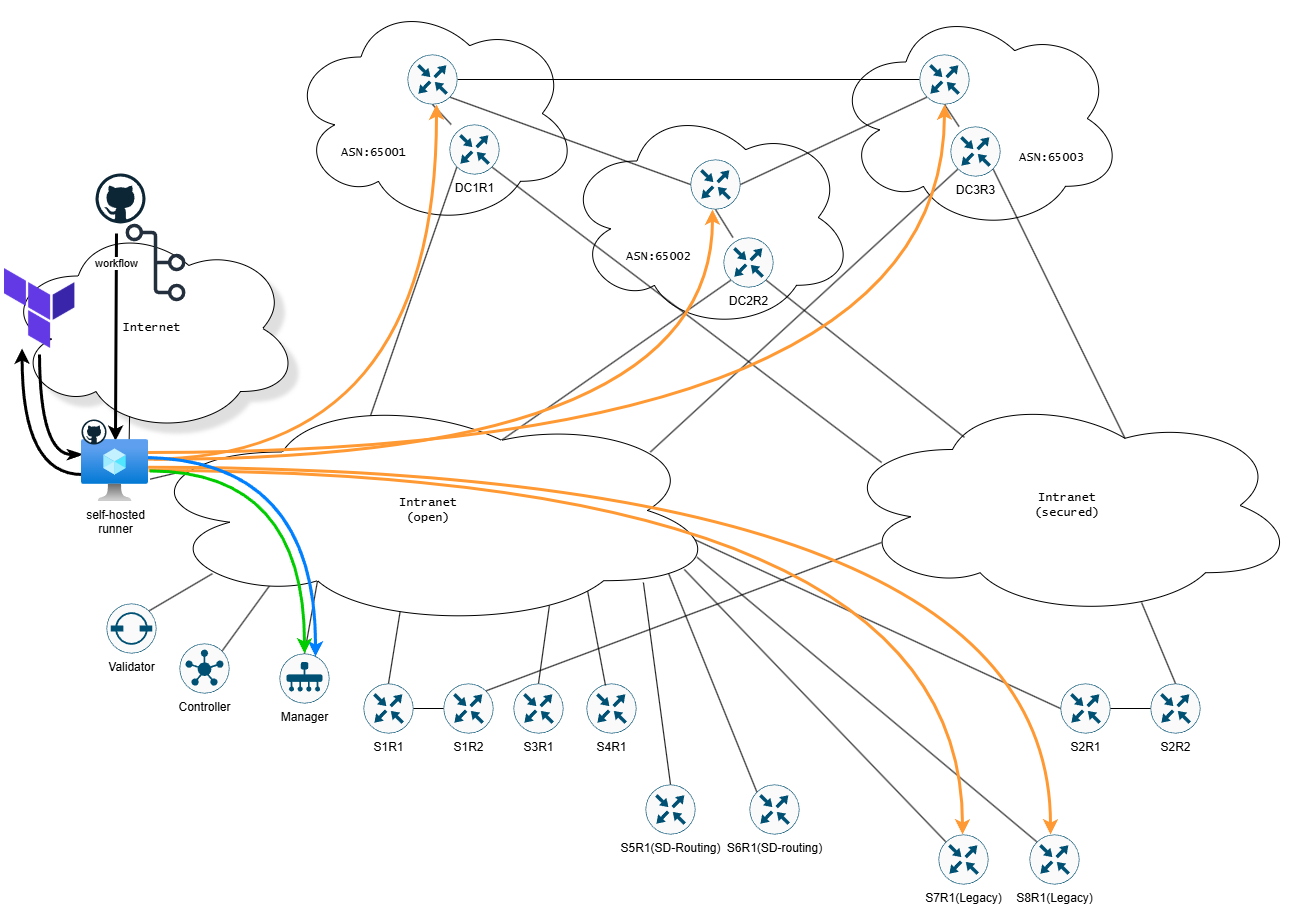 ASN:65001
ASN:65003
DC1R1
DC3R3
ASN:65002
workflow
DC2R2
Internet
Intranet
(open)
Intranet
(secured)
self-hosted
runner
Validator
Controller
Manager
S1R1
S1R2
S3R1
S4R1
S2R1
S2R2
S5R1(SD-Routing)
S6R1(SD-routing)
S7R1(Legacy)
S8R1(Legacy)